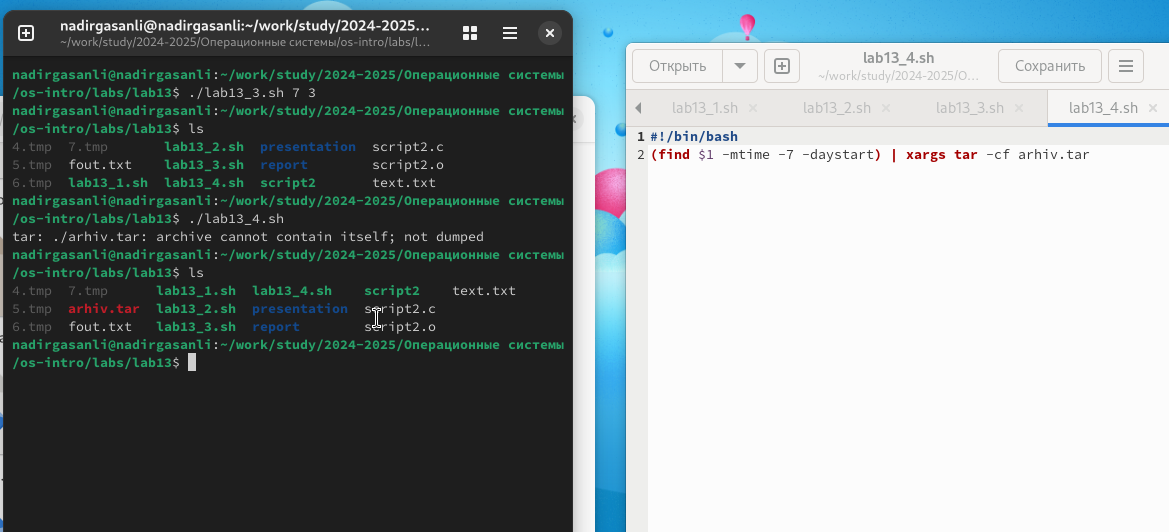 nadirgasanli@nadirgasanli:~/work/study/2024-2025...
~/work/study/2024-2025/Операционные системы/os-intro/labs/l...
nadirgasanli@nadirgasanli:~/work/study/2024-2025/Операционные системы
/os-intro/labs/lab13$ ./lab13_3.sh 7 3
nadirgasanli@nadirgasanli:~/work/study/2024-2025/Операционные системы
/os-intro/labs/lab13$ ls
4.tmp 7.tmp lab13_2.sh presentation script2.c
5.tmp fout.txt lab13_3.sh report script2.o
6.tmp lab13_1.sh lab13_4.sh script2 text.txt
nadirgasanli@nadirgasanli:~/work/study/2024-2025/Операционные системы
/os-intro/labs/lab13$ ./lab13_4.sh
tar: ./arhiv.tar: archive cannot contain itself; not dumped
nadirgasanli@nadirgasanli:~/work/study/2024-2025/Операционные системы
/os-intro/labs/lab13$ ls
4.tmp 7.tmp lab13_1.sh lab13_4.sh script2 text.txt
5.tmp arhiv.tar lab13_2.sh presentation script2.c
6.tmp fout.txt lab13_3.sh report script2.o
nadirgasanli@nadirgasanli:~/work/study/2024-2025/Операционные системы
/os-intro/labs/lab13$
Открыть
lab13_4.sh
~/work/study/2024-2025/О...
Сохранить
lab13_1.sh lab13_2.sh lab13_3.sh lab13_4.sh
1 #!/bin/bash
2 (find $1 -mtime -7 -daystart) | xargs tar -cf arhiv.tar